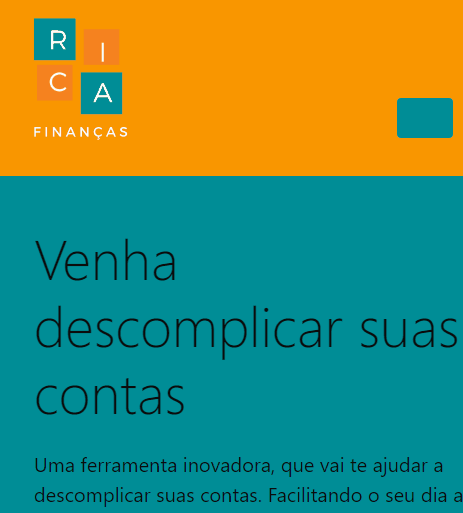 R I
C A
FINANÇAS
Venha
descomplicar suas
contas
Uma ferramenta inovadora, que vai te ajudar a
descomplicar suas contas. Facilitando o seu dia a